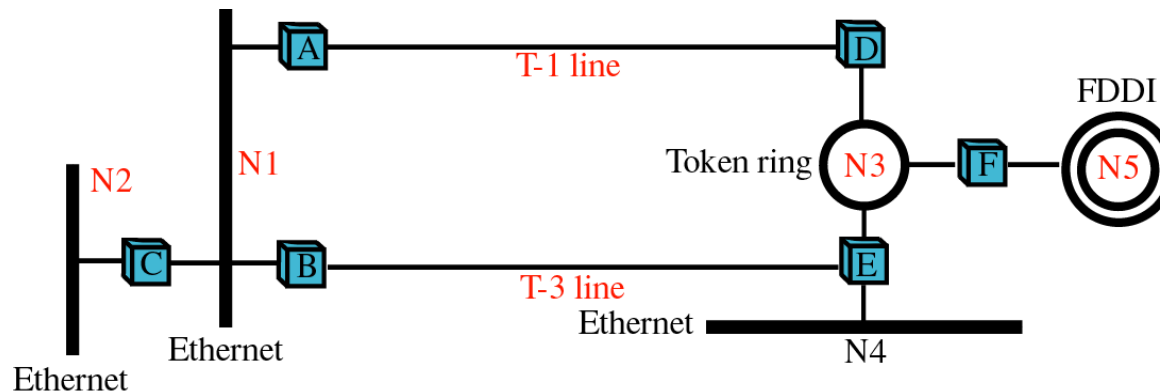 A
D
T-1 line
FDDI
N2
N1
Token ring
N3
F
N5
C
B
E
T-3 line
Ethernet
Ethernet
N4
Ethernet